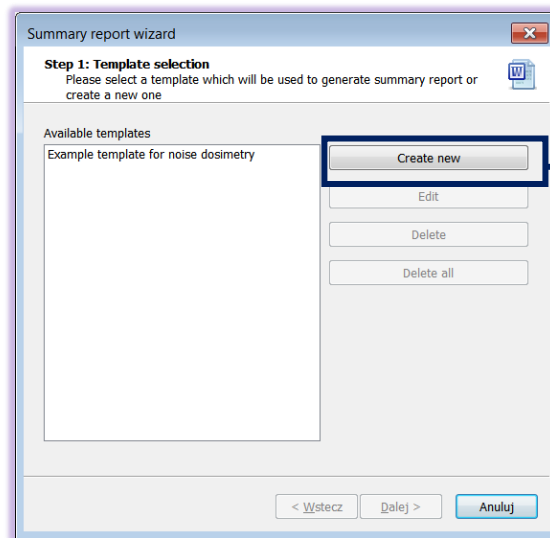 Summary report wizard
Step 1: Template selection
Please select a template which will be used to generate summary report or
create a new one
Available templates
Example template for noise dosimetry
Create new
Edit
Delete
Delete all
< Wstecz
Dalej >
Anuluj